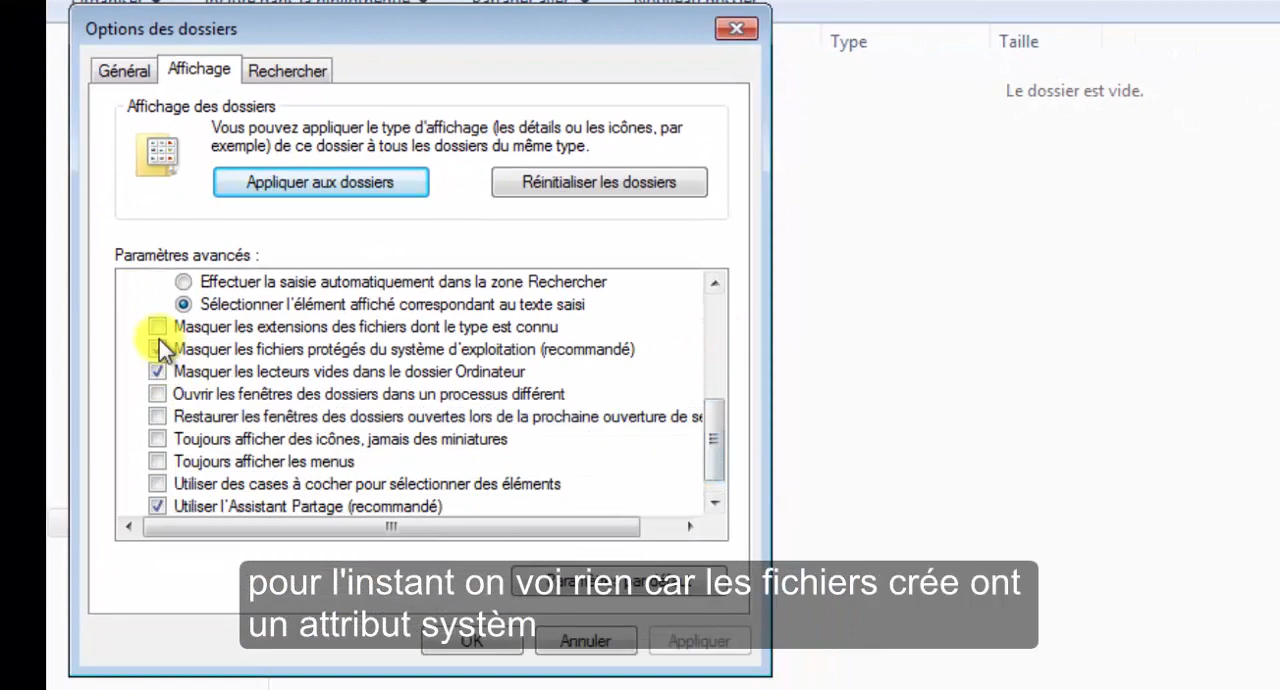 Options des dossiers
Type
Taille
Général
Affichage
Rechercher
Le dossier est vide.
Affichage des dossiers
Vous pouvez appliquer le type d'affichage (les détails ou les icônes, par
exemple) de ce dossier à tous les dossiers du même type.
Appliquer aux dossiers
Réinitialiser les dossiers
Paramètres avancés :
Effectuer la saisie automatiquement dans la zone Rechercher
Sélectionner l'élément affiché correspondant au texte saisi
Masquer les extensions des fichiers dont le type est connu
Masquer les fichiers protégés du système d'exploitation (recommandé)
Masquer les lecteurs vides dans le dossier Ordinateur
Ouvrir les fenêtres des dossiers dans un processus différent
Restaurer les fenêtres des dossiers ouvertes lors de la prochaine ouverture de se
Toujours afficher des icônes, jamais des miniatures
Toujours afficher les menus
Utiliser des cases à cocher pour sélectionner des éléments
Utiliser l'Assistant Partage (recommandé)
pour l'instant on voi rien car les fichiers crée ont
un attribut systèm
OK
Annuler
Appliquer